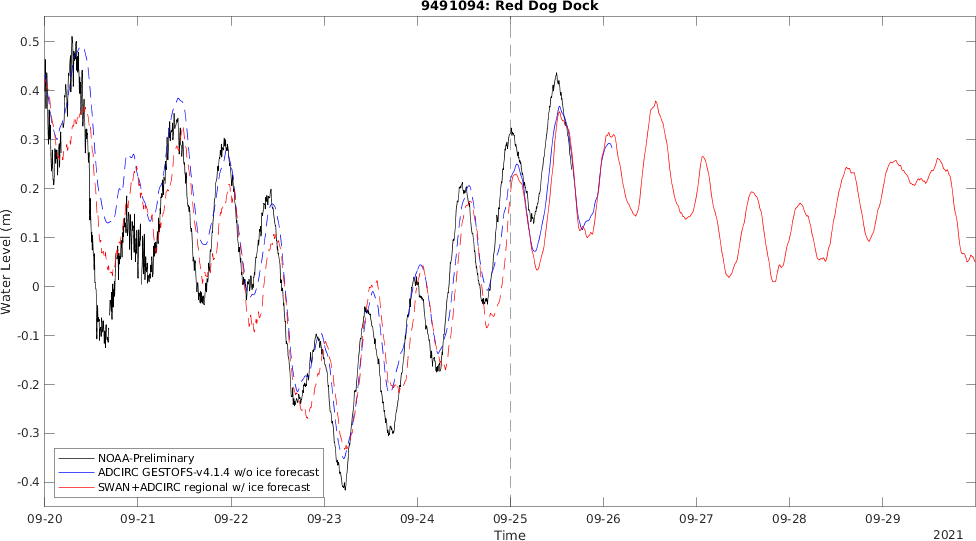 9491094: Red Dog Dock
Water Level (m)
0.5
0.4
0.3
0.2
0.1
0
-0.1
-0.2
-0.3
-0.4
NOAA-Preliminary
ADCIRC GESTOFS-v4.1.4 w/o ice forecast
SWAN+ADCIRC regional w/ ice forecast
09-20 09-21 09-22 09-23 09-24 09-25 09-26 09-27 09-28 09-29
Time
2021